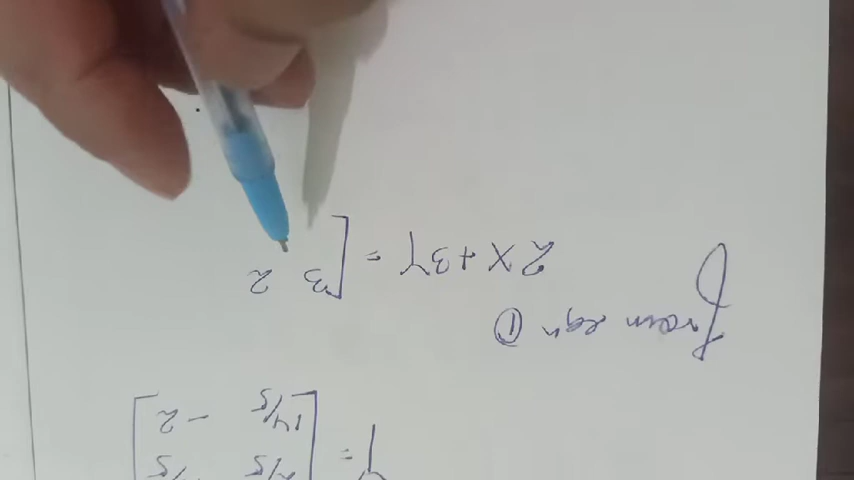 Y = [
14/5 -2
from eqn ①
2X + 3Y = [ 3 2